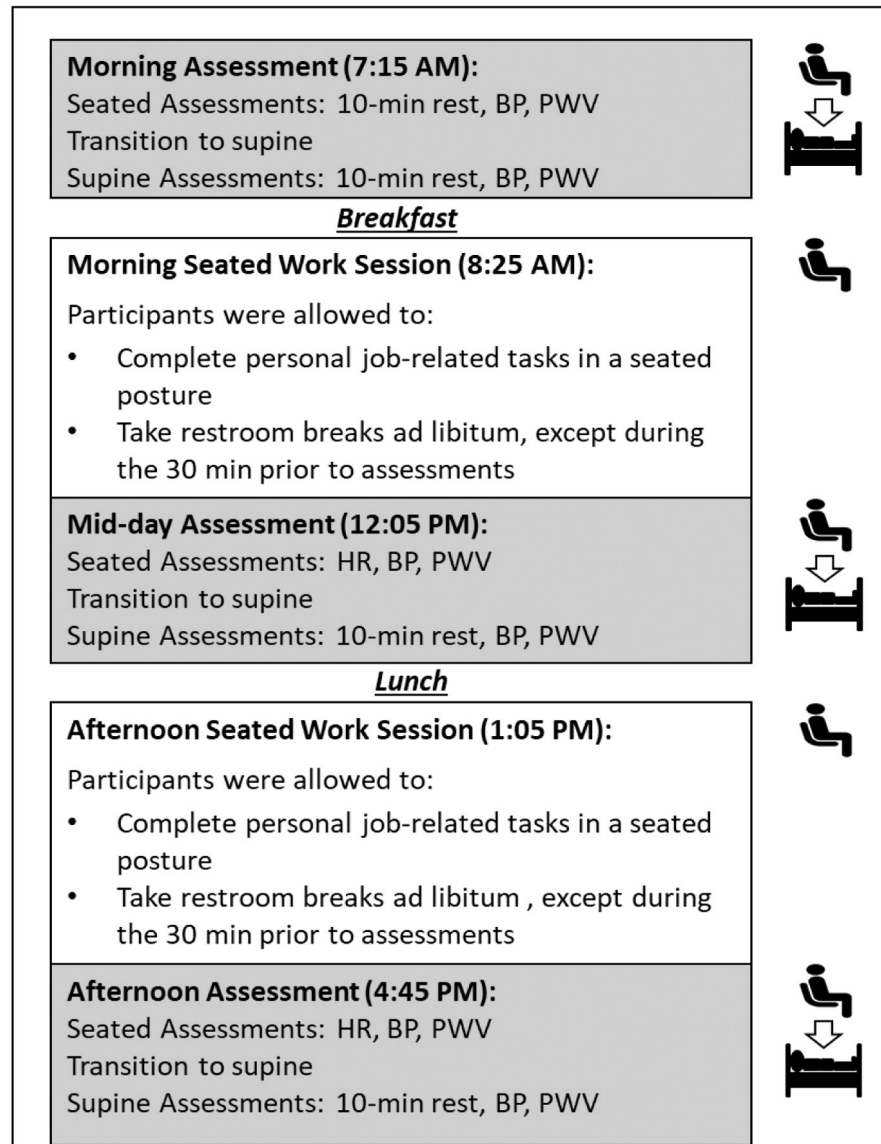 Morning Assessment (7:15 AM):
Seated Assessments: 10-min rest, BP, PWV
Transition to supine
Supine Assessments: 10-min rest, BP, PWV
Breakfast
Morning Seated Work Session (8:25 AM):
Participants were allowed to:
• Complete personal job-related tasks in a seated
posture
• Take restroom breaks ad libitum, except during
the 30 min prior to assessments
Mid-day Assessment (12:05 PM):
Seated Assessments: HR, BP, PWV
Transition to supine
Supine Assessments: 10-min rest, BP, PWV
Lunch
Afternoon Seated Work Session (1:05 PM):
Participants were allowed to:
• Complete personal job-related tasks in a seated
posture
• Take restroom breaks ad libitum , except during
the 30 min prior to assessments
Afternoon Assessment (4:45 PM):
Seated Assessments: HR, BP, PWV
Transition to supine
Supine Assessments: 10-min rest, BP, PWV